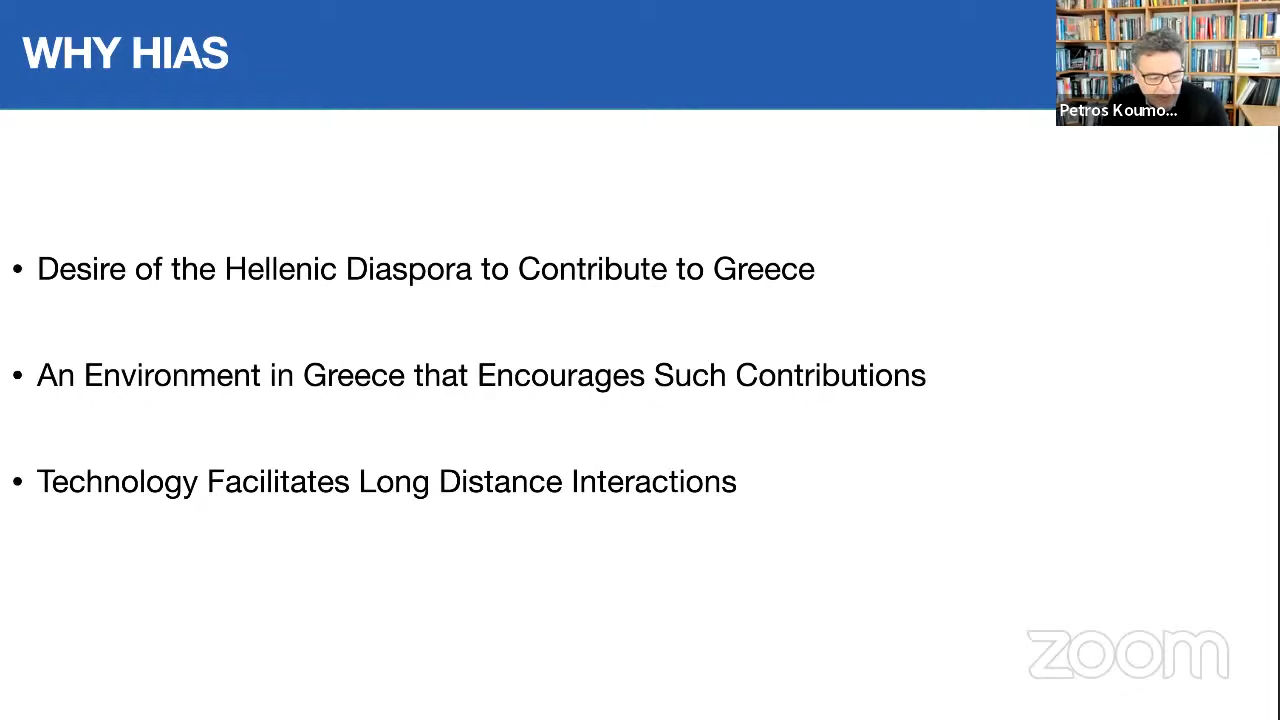 WHY HIAS
Petros Koumo...
• Desire of the Hellenic Diaspora to Contribute to Greece
• An Environment in Greece that Encourages Such Contributions
• Technology Facilitates Long Distance Interactions
zoom